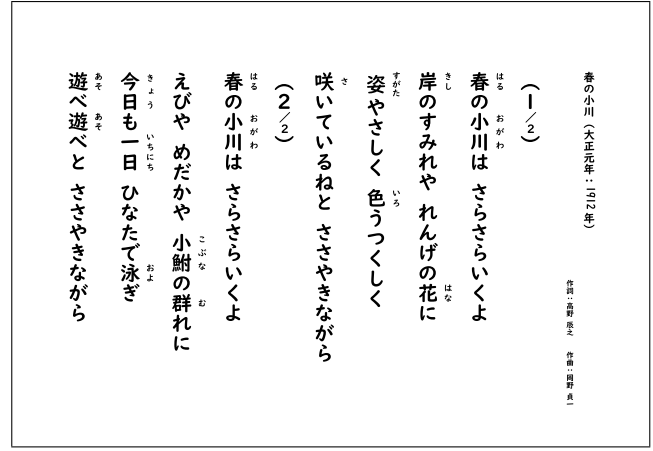 春の小川（大正元年：1912年）
作詞：高野 辰之　作曲：岡野 貞一
（1／2）
春の小川は さらさらいくよ
岸のすみれや れんげの花に
姿やさしく 色うつくしく
咲いているねと ささやきながら
（2／2）
春の小川は さらさらいくよ
えびや めだかや 小鮒の群れに
今日も一日 ひなたで泳ぎ
遊べ遊べと ささやきながら